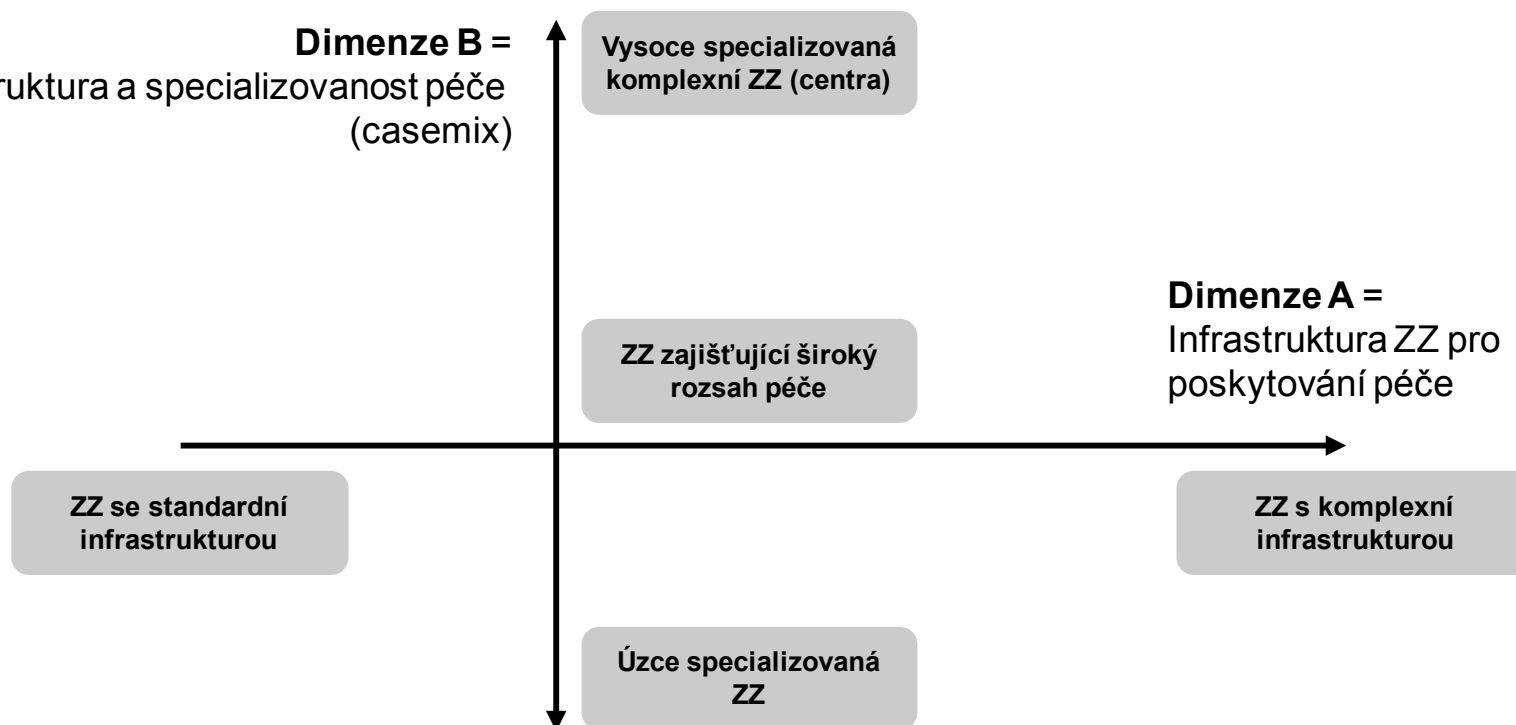 Dimenze B =
ruktura a specializovanost péče
(casemix)
Vysoce specializovaná
komplexní ZZ (centra)
Dimenze A =
Infrastruktura ZZ pro
poskytování péče
ZZ zajišťující široký
rozsah péče
ZZ se standardní
infrastrukturou
ZZ s komplexní
infrastrukturou
Úzce specializovaná
ZZ